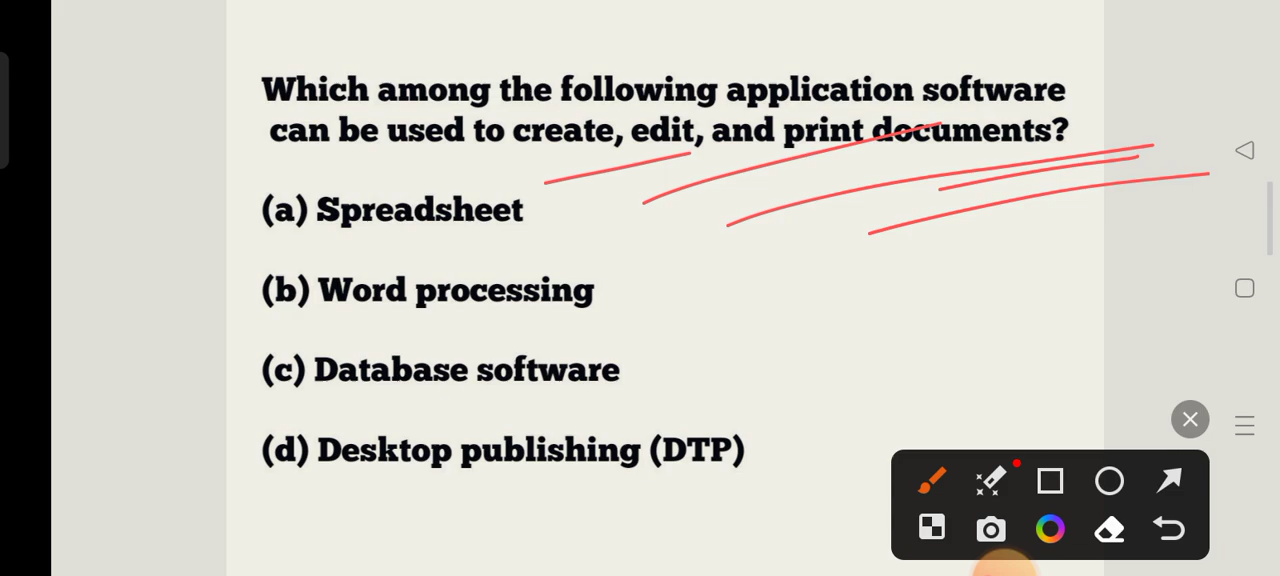 Which among the following application software
can be used to create, edit, and print documents?
(a) Spreadsheet
(b) Word processing
(c) Database software
(d) Desktop publishing (DTP)